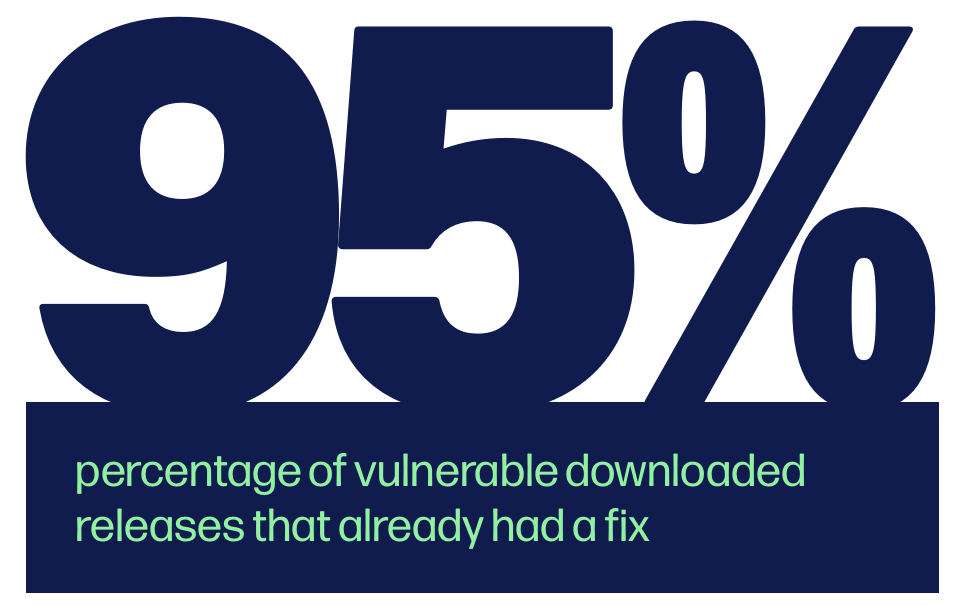 95%
percentage of vulnerable downloaded
releases that already had a fix